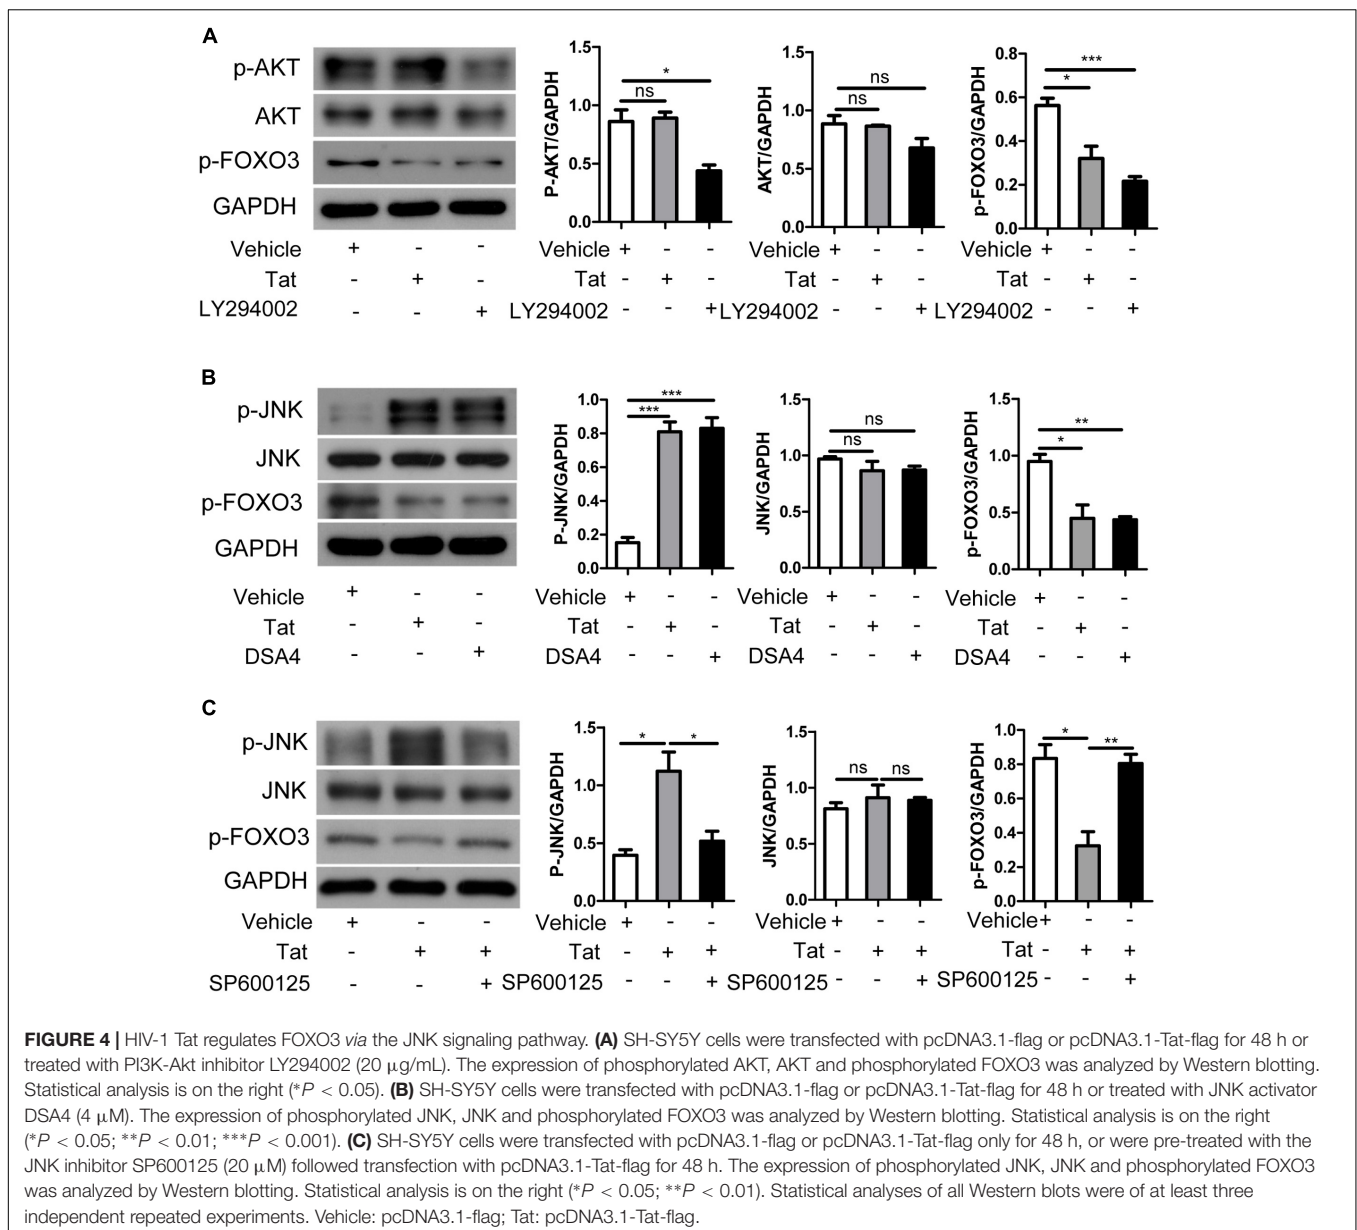 A
p-AKT
AKT
p-FOXO3
GAPDH
Vehicle + - -
Tat - + -
LY294002 - - +
P-AKT/GAPDH
1.5
1.0
0.5
0.0
*
ns
Vehicle + - -
Tat - + -
LY294002 - - +
AKT/GAPDH
1.5
1.0
0.5
0.0
ns
ns
Vehicle + - -
Tat - + -
LY294002 - - +
p-FOXO3/GAPDH
0.8
0.6
0.4
0.2
0.0
***
*
Vehicle + - -
Tat - + -
LY294002 - - +
B
p-JNK
JNK
p-FOXO3
GAPDH
Vehicle + - -
Tat - + -
DSA4 - - +
P-JNK/GAPDH
1.0
0.8
0.6
0.4
0.2
0.0
***
***
Vehicle + - -
Tat - + -
DSA4 - - +
JNK/GAPDH
1.5
1.0
0.5
0.0
ns
ns
Vehicle + - -
Tat - + -
DSA4 - - +
p-FOXO3/GAPDH
1.5
1.0
0.5
0.0
**
*
Vehicle + - -
Tat - + -
DSA4 - - +
C
p-JNK
JNK
p-FOXO3
GAPDH
Vehicle + - -
Tat - + +
SP600125 - - +
P-JNK/GAPDH
1.5
1.0
0.5
0.0
* *
Vehicle + - -
Tat - + +
SP600125 - - +
JNK/GAPDH
1.5
1.0
0.5
0.0
ns ns
Vehicle + - -
Tat - + +
SP600125 - - +
p-FOXO3/GAPDH
1.0
0.8
0.6
0.4
0.2
0.0
* **
Vehicle + - -
Tat - + +
SP600125 - - +
FIGURE 4 | HIV-1 Tat regulates FOXO3 via the JNK signaling pathway. (A) SH-SY5Y cells were transfected with pcDNA3.1-flag or pcDNA3.1-Tat-flag for 48 h or
treated with PI3K-Akt inhibitor LY294002 (20 μg/mL). The expression of phosphorylated AKT, AKT and phosphorylated FOXO3 was analyzed by Western blotting.
Statistical analysis is on the right (*P < 0.05). (B) SH-SY5Y cells were transfected with pcDNA3.1-flag or pcDNA3.1-Tat-flag for 48 h or treated with JNK activator
DSA4 (4 μM). The expression of phosphorylated JNK, JNK and phosphorylated FOXO3 was analyzed by Western blotting. Statistical analysis is on the right
(*P < 0.05; **P < 0.01; ***P < 0.001). (C) SH-SY5Y cells were transfected with pcDNA3.1-flag or pcDNA3.1-Tat-flag only for 48 h, or were pre-treated with the
JNK inhibitor SP600125 (20 μM) followed transfection with pcDNA3.1-Tat-flag for 48 h. The expression of phosphorylated JNK, JNK and phosphorylated FOXO3
was analyzed by Western blotting. Statistical analysis is on the right (*P < 0.05; **P < 0.01). Statistical analyses of all Western blots were of at least three
independent repeated experiments. Vehicle: pcDNA3.1-flag; Tat: pcDNA3.1-Tat-flag.